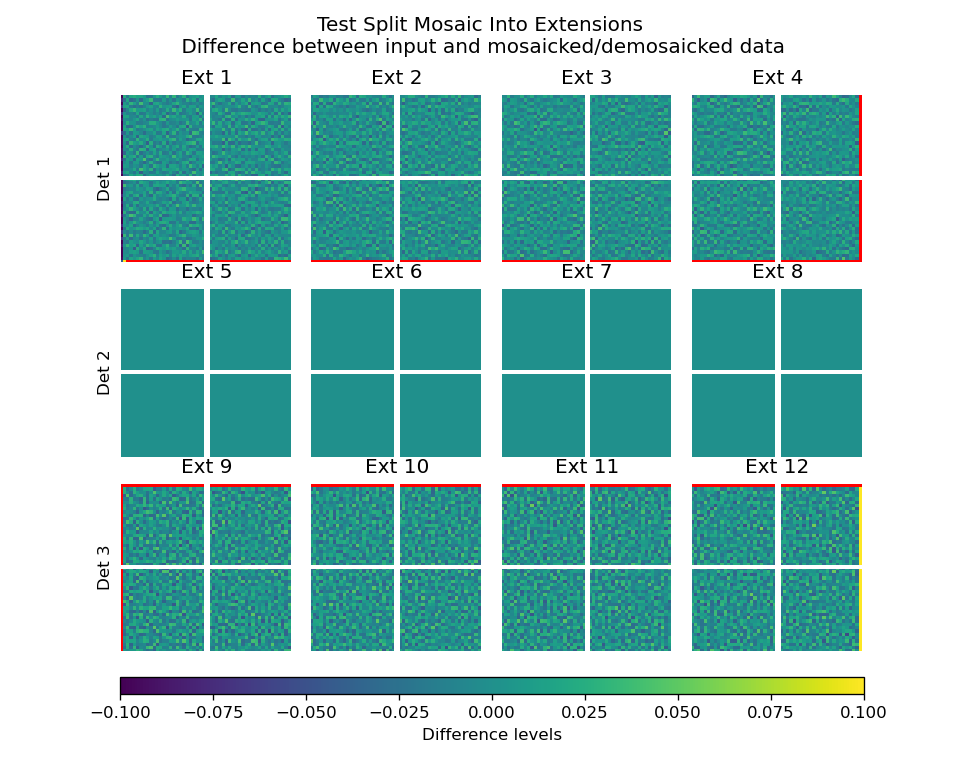 Test Split Mosaic Into Extensions
Difference between input and mosaicked/demosaicked data
Ext 1 Ext 2 Ext 3 Ext 4
Det 1
Ext 5 Ext 6 Ext 7 Ext 8
Det 2
Ext 9 Ext 10 Ext 11 Ext 12
Det 3
−0.100 −0.075 −0.050 −0.025 0.000 0.025 0.050 0.075 0.100
Difference levels